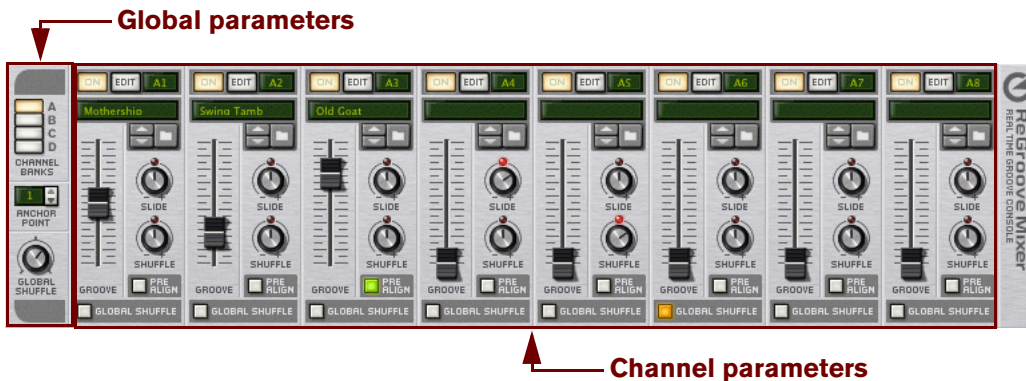 Global parameters
ON EDIT A1 ON EDIT A2 ON EDIT A3 ON EDIT A4 ON EDIT A5 ON EDIT A6 ON EDIT A7 ON EDIT A8
Mothership Swing Tamb Old Goat
A
B
C
D
CHANNEL
BANKS
1
ANCHOR
POINT
GLOBAL
SHUFFLE
SLIDE SLIDE SLIDE SLIDE SLIDE SLIDE SLIDE SLIDE
SHUFFLE SHUFFLE SHUFFLE SHUFFLE SHUFFLE SHUFFLE SHUFFLE SHUFFLE
GROOVE PRE ALIGN GROOVE PRE ALIGN GROOVE PRE ALIGN GROOVE PRE ALIGN GROOVE PRE ALIGN GROOVE PRE ALIGN GROOVE PRE ALIGN GROOVE PRE ALIGN
GLOBAL SHUFFLE GLOBAL SHUFFLE GLOBAL SHUFFLE GLOBAL SHUFFLE GLOBAL SHUFFLE GLOBAL SHUFFLE GLOBAL SHUFFLE GLOBAL SHUFFLE
ReGroove Mixer
REAL TIME GROOVE CONSOLE
Channel parameters